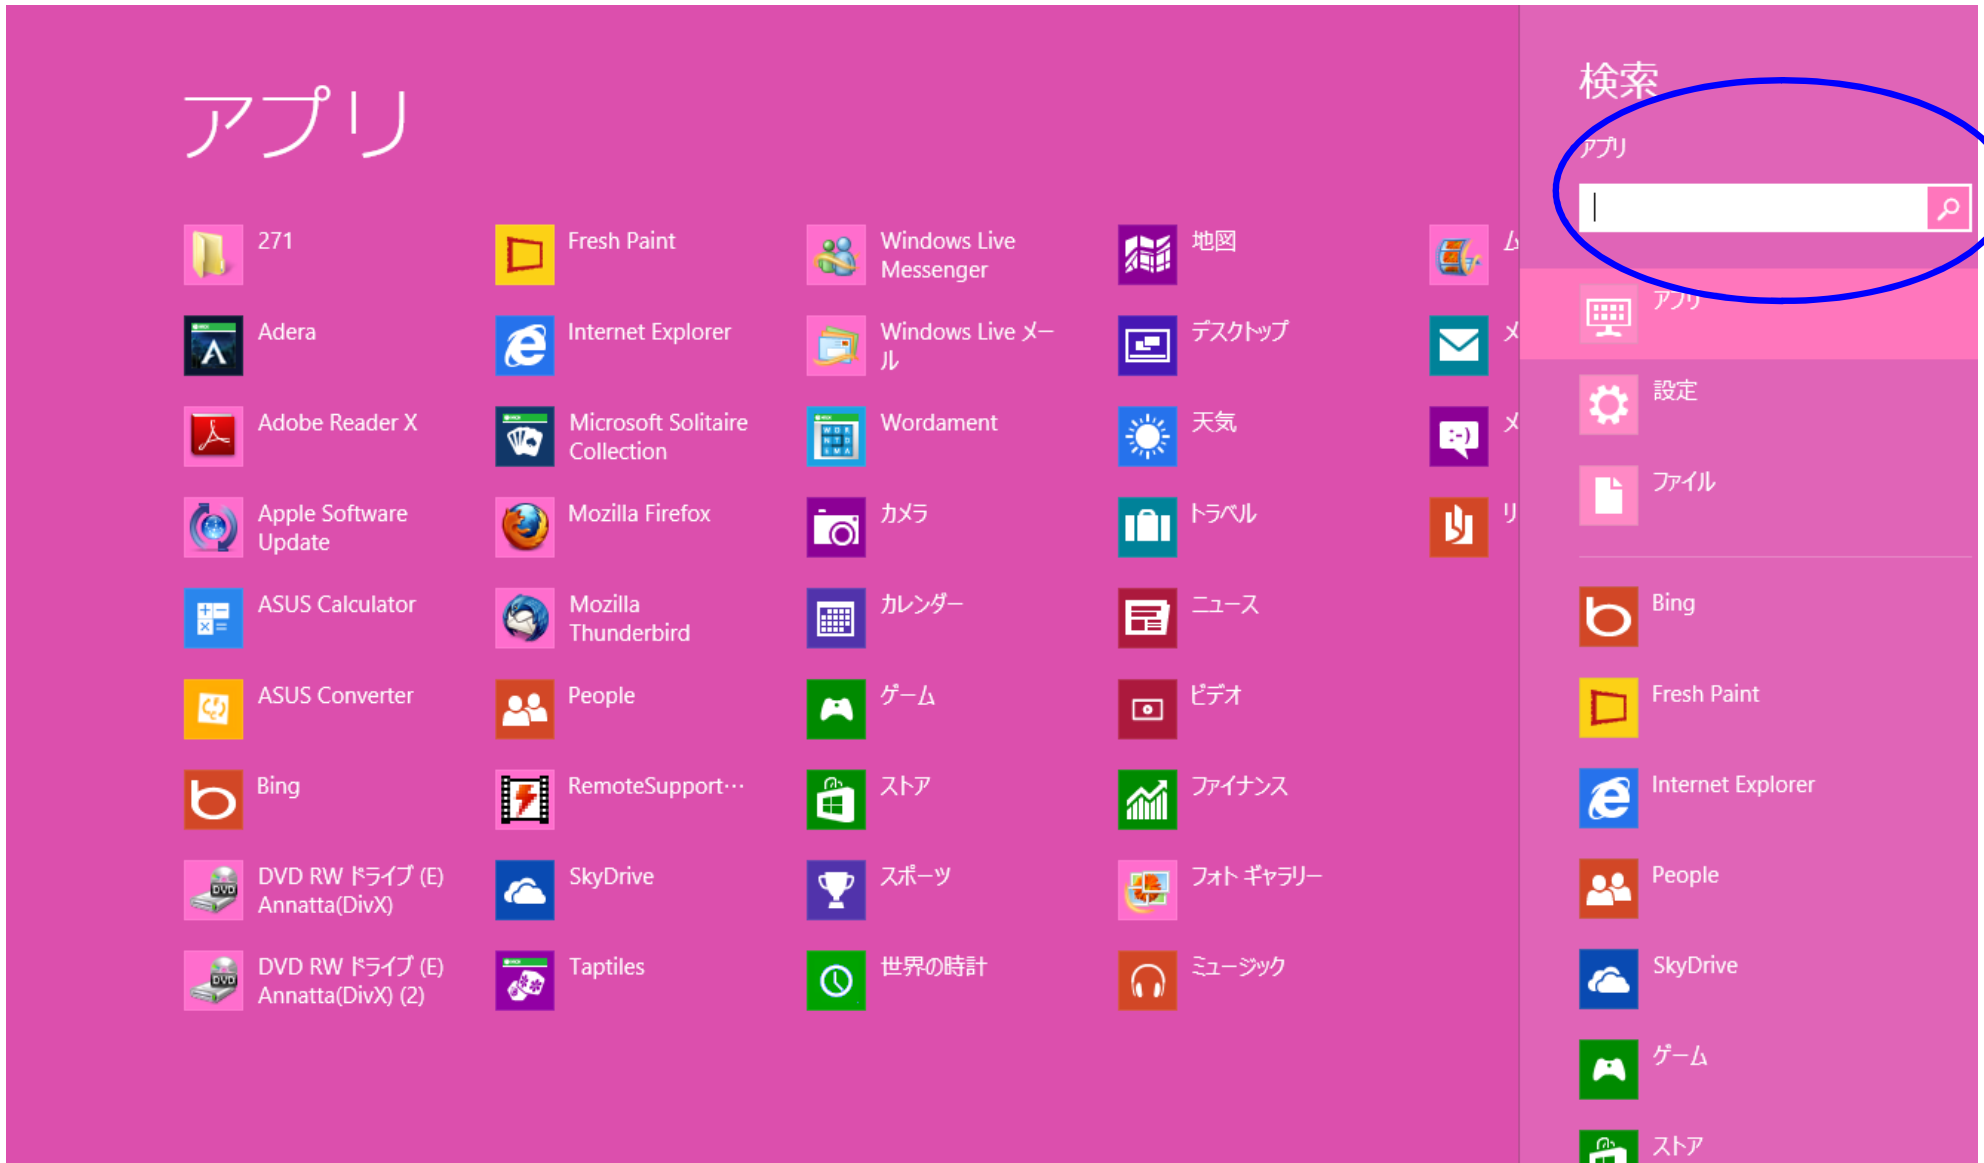 アプリ
271
Adera
Adobe Reader X
Apple Software
Update
ASUS Calculator
ASUS Converter
Bing
DVD RW ドライブ (E)
Annatta(DivX)
DVD RW ドライブ (E)
Annatta(DivX) (2)
Fresh Paint
Internet Explorer
Microsoft Solitaire
Collection
Mozilla Firefox
Mozilla
Thunderbird
People
RemoteSupport…
SkyDrive
Taptiles
Windows Live
Messenger
Windows Live メー
ル
Wordament
カメラ
カレンダー
ゲーム
ストア
スポーツ
世界の時計
地図
デスクトップ
天気
トラベル
ニュース
ビデオ
ファイナンス
フォト ギャラリー
ミュージック
ム
メ
メ
リ
検索
アプリ
アプリ
設定
ファイル
Bing
Fresh Paint
Internet Explorer
People
SkyDrive
ゲーム
ストア